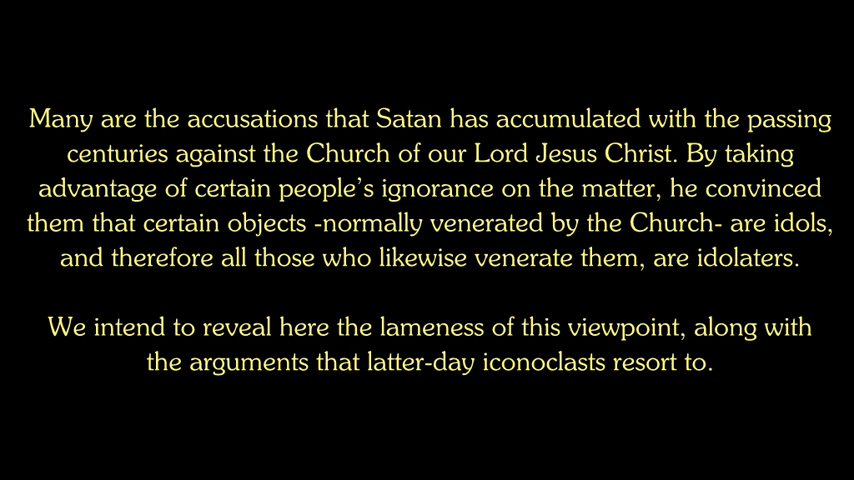 Many are the accusations that Satan has accumulated with the passing
centuries against the Church of our Lord Jesus Christ. By taking
advantage of certain people's ignorance on the matter, he convinced
them that certain objects -normally venerated by the Church- are idols,
and therefore all those who likewise venerate them, are idolaters.
We intend to reveal here the lameness of this viewpoint, along with
the arguments that latter-day iconoclasts resort to.